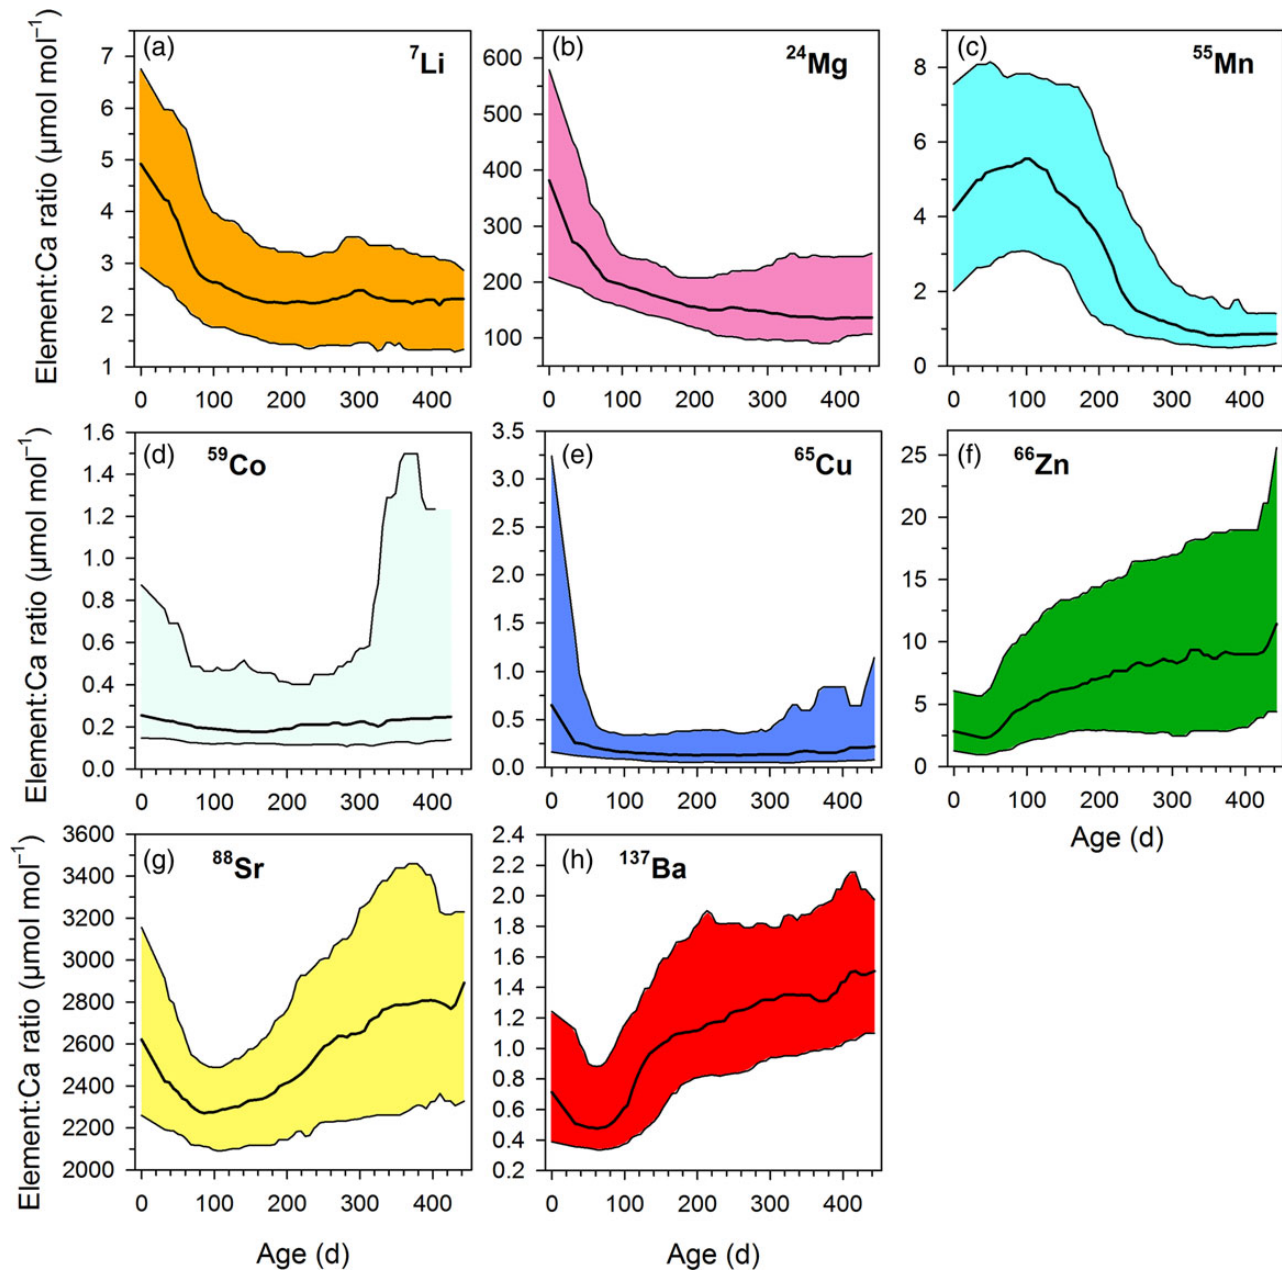 (a) ⁷Li
(b) ²⁴Mg
(c) ⁵⁵Mn
Element:Ca ratio (µmol mol⁻¹)
7
6
5
4
3
2
1
0 100 200 300 400
600
500
400
300
200
100
0 100 200 300 400
8
6
4
2
0
0 100 200 300 400
(d) ⁵⁹Co
(e) ⁶⁵Cu
(f) ⁶⁶Zn
Element:Ca ratio (µmol mol⁻¹)
1.6
1.4
1.2
1.0
0.8
0.6
0.4
0.2
0.0
0 100 200 300 400
3.5
3.0
2.5
2.0
1.5
1.0
0.5
0.0
0 100 200 300 400
25
20
15
10
5
0
0 100 200 300 400
Age (d)
(g) ⁸⁸Sr
(h) ¹³⁷Ba
Element:Ca ratio (µmol mol⁻¹)
3600
3400
3200
3000
2800
2600
2400
2200
2000
0 100 200 300 400
Age (d)
2.4
2.2
2.0
1.8
1.6
1.4
1.2
1.0
0.8
0.6
0.4
0.2
0 100 200 300 400
Age (d)